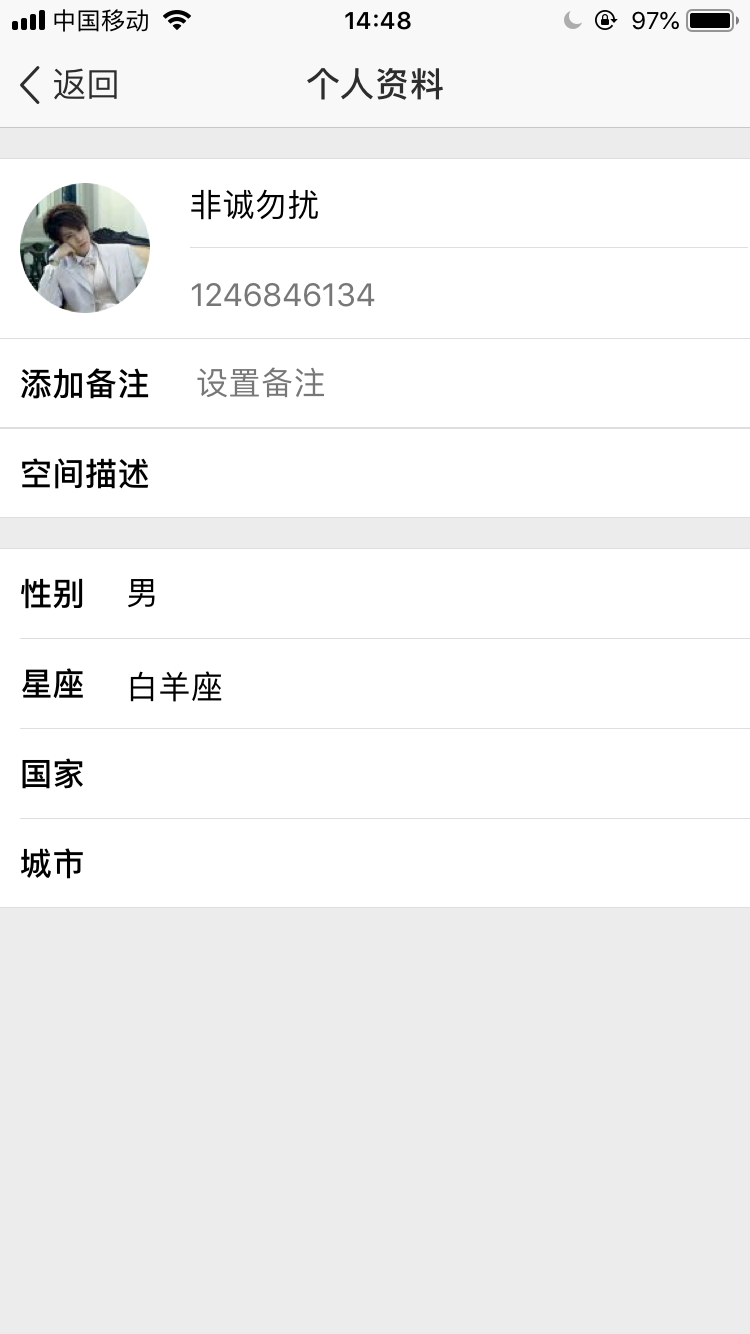 中国移动 14:48 97%
返回 个人资料
非诚勿扰
1246846134
添加备注 设置备注
空间描述
性别 男
星座 白羊座
国家
城市